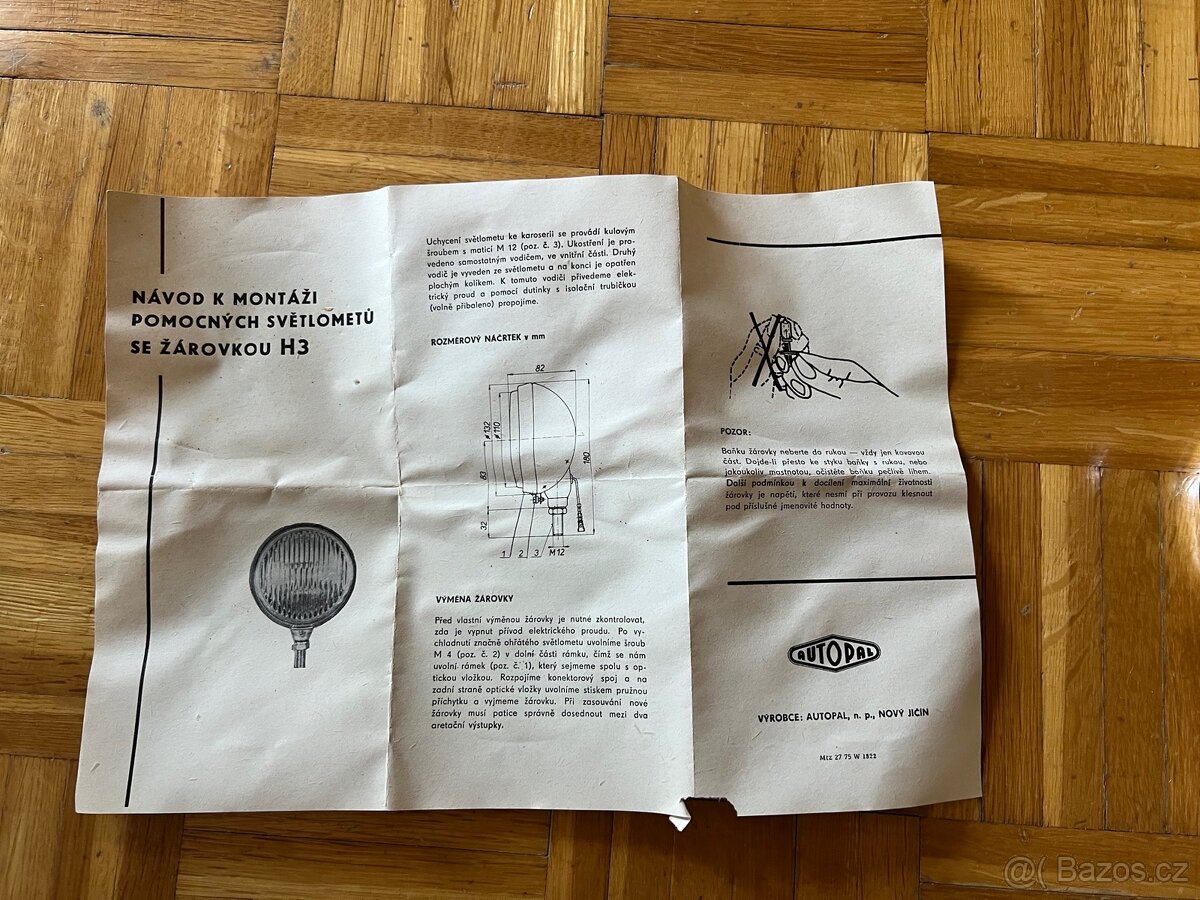 NÁVOD K MONTÁŽI
POMOCNÝCH SVĚTLOMETŮ
SE ŽÁROVKOU H3
Uchycení světlometu ke karoserii se provádí kulovým
šroubem s maticí M 12 (poz. č. 3). Ukostření je pro-
vedeno samostatným vodičem, ve vnitřní části. Druhý
vodič je vyveden ze světlometu a na konci je opatřen
plochým kolíkem. K tomuto vodiči přivedeme elek-
trický proud a pomocí dutinky s isolační trubičkou
(volně přibaleno) propojíme.
ROZMĚROVÝ NÁČRTEK v mm
82
ø 132
ø 110
180
83
32
1 2 3 M12
VÝMĚNA ŽÁROVKY
Před vlastní výměnou žárovky je nutné zkontrolovat,
zda je vypnut přívod elektrického proudu. Po vy-
chladnutí značně ohřátého světlometu uvolníme šroub
M 4 (poz. č. 2) v dolní části rámku, čímž se nám
uvolní rámek (poz. č. 1), který sejmeme spolu s op-
tickou vložkou. Rozpojíme konektorový spoj a na
zadní straně optické vložky uvolníme stiskem pružnou
příchytku a vyjmeme žárovku. Při zasouvání nové
žárovky musí patice správně dosednout mezi dva
aretační výstupky.
POZOR:
Baňku žárovky neberte do rukou — vždy jen kovovou
část. Dojde-li přesto ke styku baňky s rukou, nebo
jakoukoliv mastnotou, očistěte baňku pečlivě lihem.
Další podmínkou k docílení maximální životnosti
žárovky je napětí, které nesmí při provozu klesnout
pod příslušné jmenovité hodnoty.
AUTOPAL
VÝROBCE: AUTOPAL, n. p., NOVÝ JIČÍN
Mtz 27 75 W 1822
@( Bazos.cz